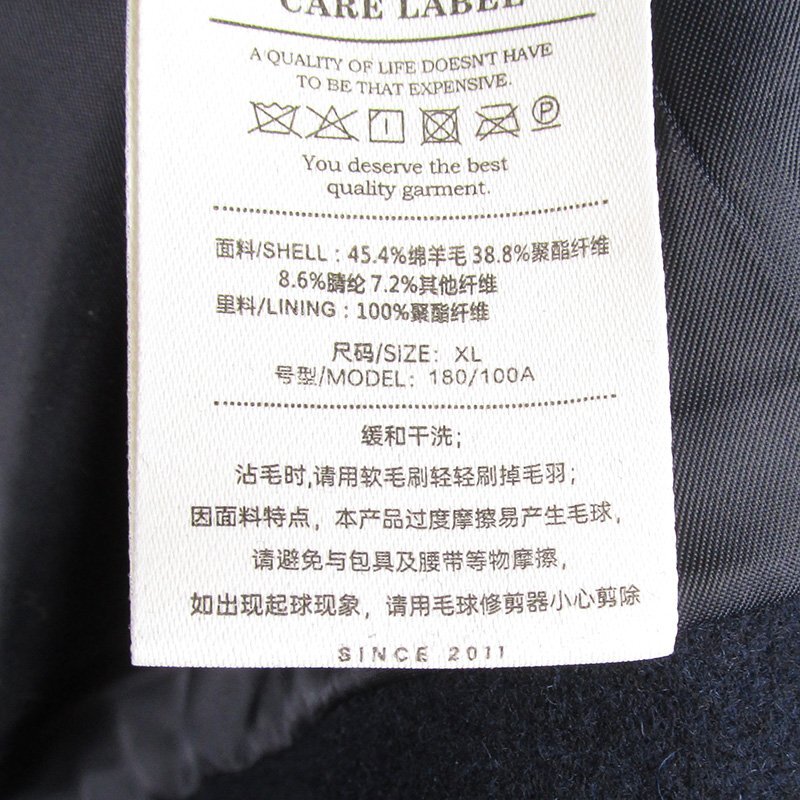 CARE LABEL
A QUALITY OF LIFE DOESN'T HAVE
TO BE THAT EXPENSIVE.
P
You deserve the best
quality garment.
面料/SHELL：45.4%绵羊毛 38.8%聚酯纤维
8.6%腈纶 7.2%其他纤维
里料/LINING：100%聚酯纤维
尺码/SIZE: XL
号型/MODEL: 180/100A
缓和干洗；
沾毛时,请用软毛刷轻轻刷掉毛羽；
因面料特点，本产品过度摩擦易产生毛球，
请避免与包具及腰带等物摩擦，
如出现起球现象，请用毛球修剪器小心剪除
SINCE 2011